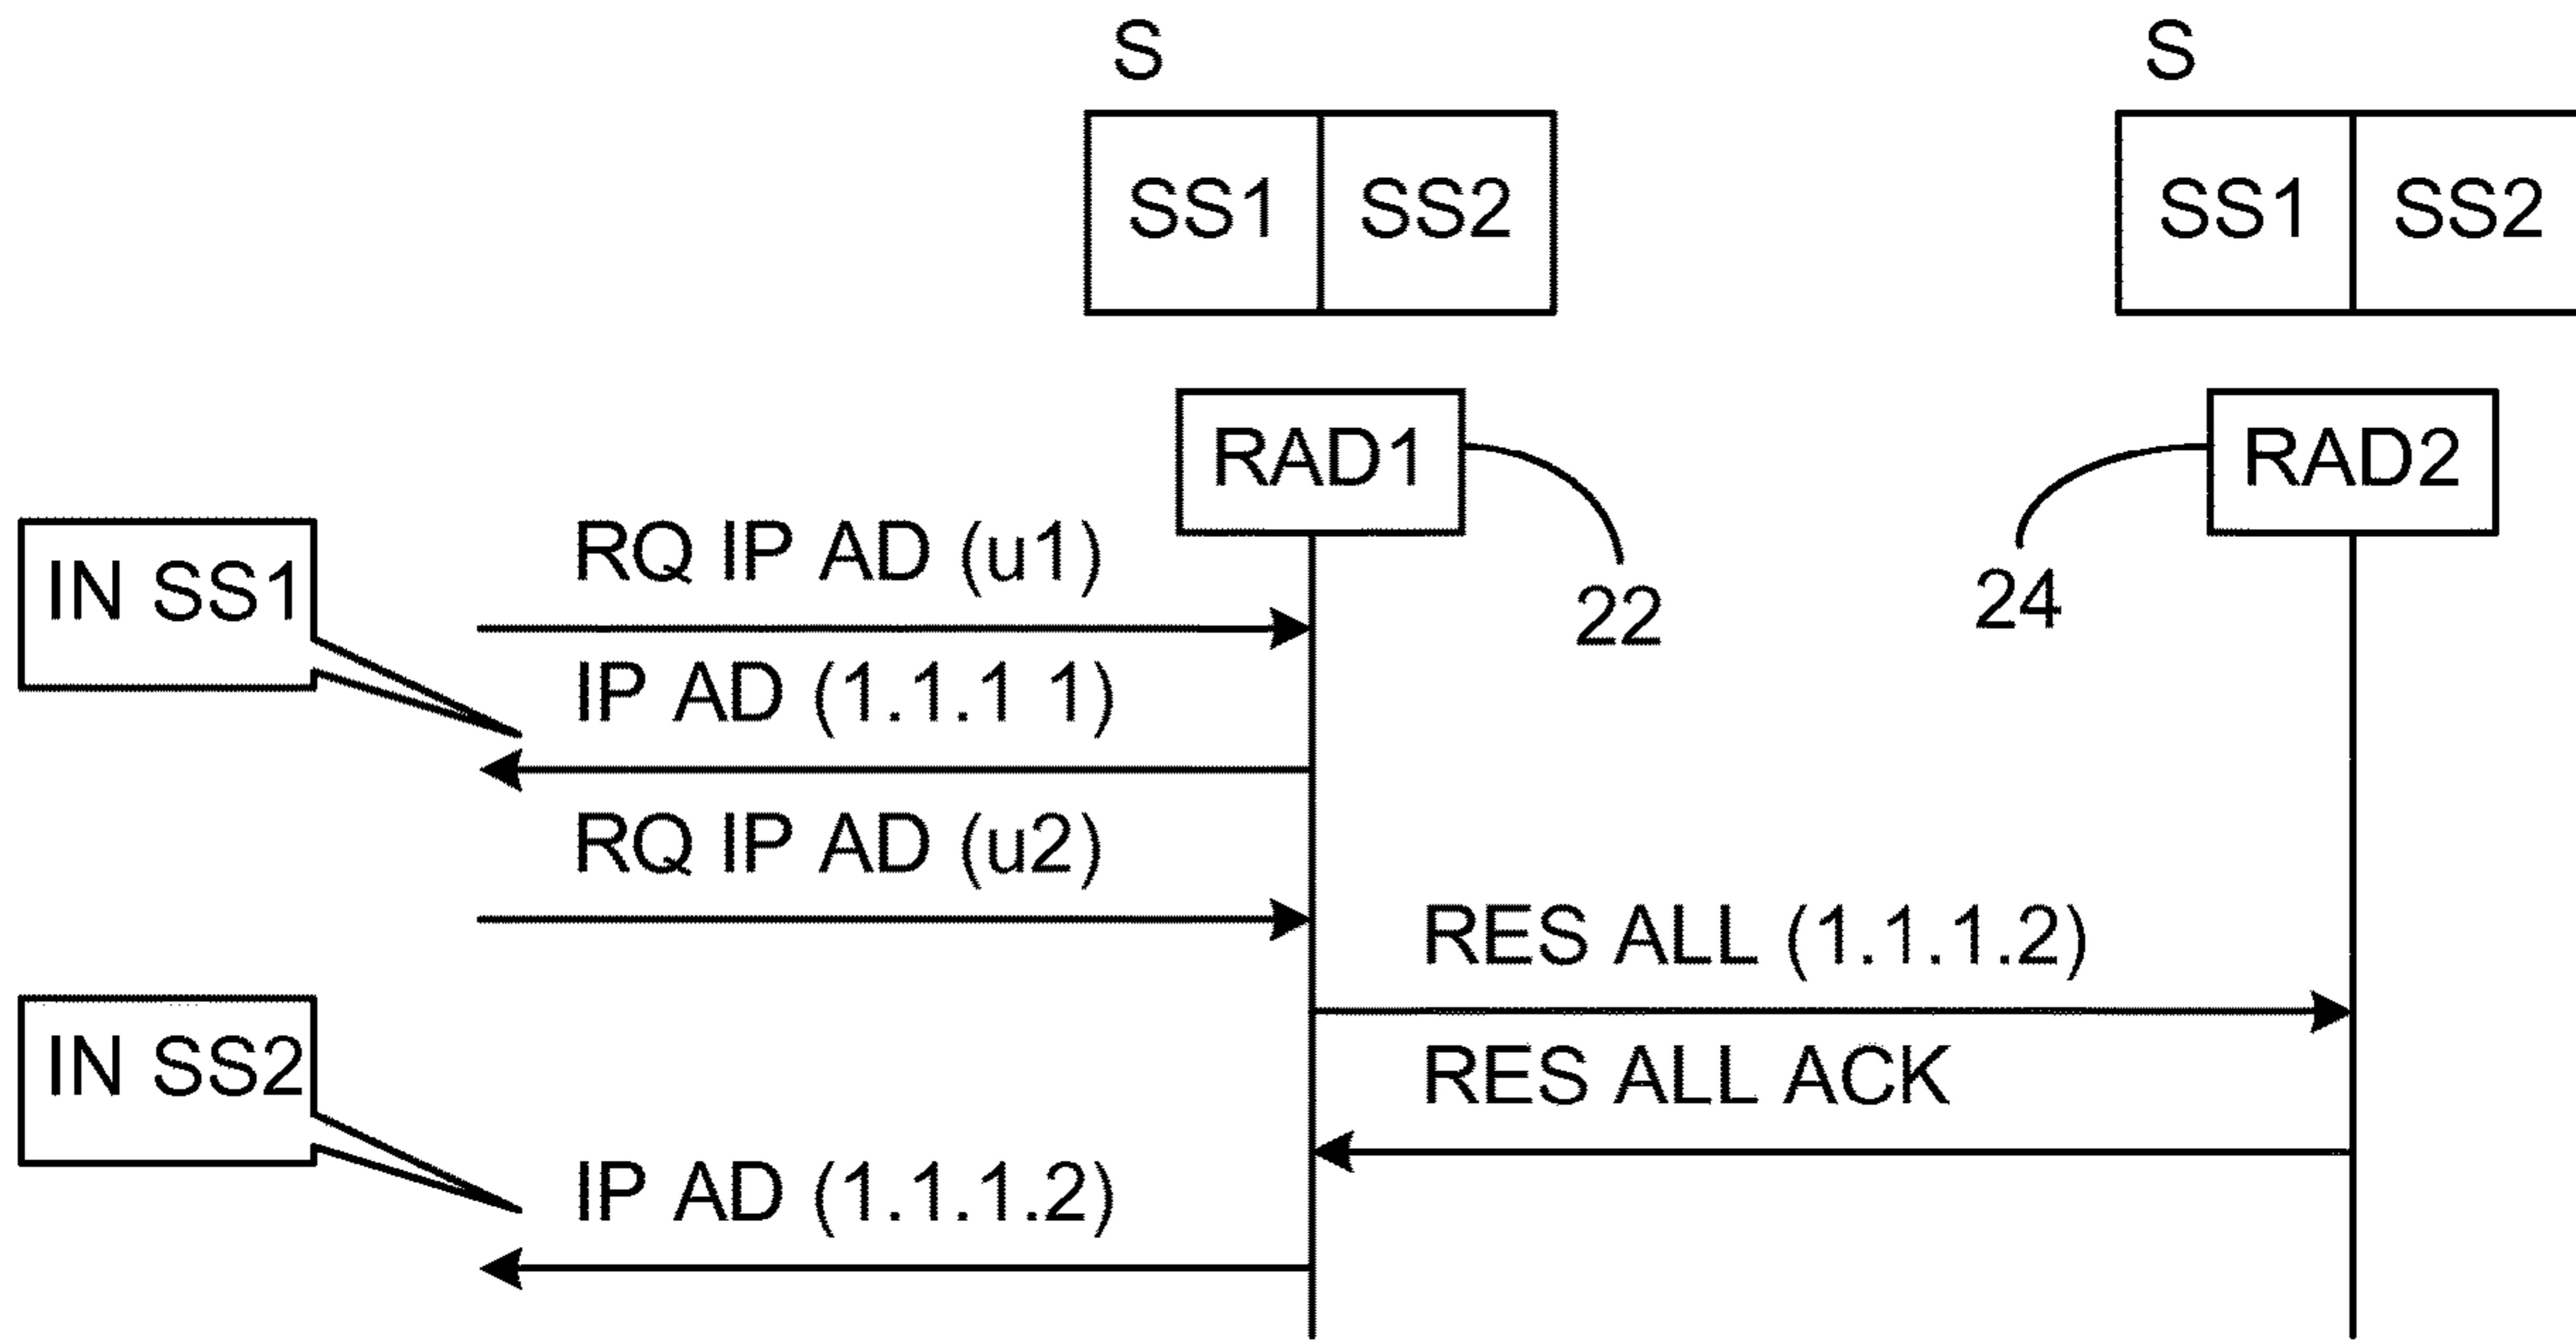 S
S
SS1 SS2
SS1 SS2
RAD1
RAD2
IN SS1
RQ IP AD (u1)
22
24
IP AD (1.1.1 1)
RQ IP AD (u2)
RES ALL (1.1.1.2)
IN SS2
RES ALL ACK
IP AD (1.1.1.2)